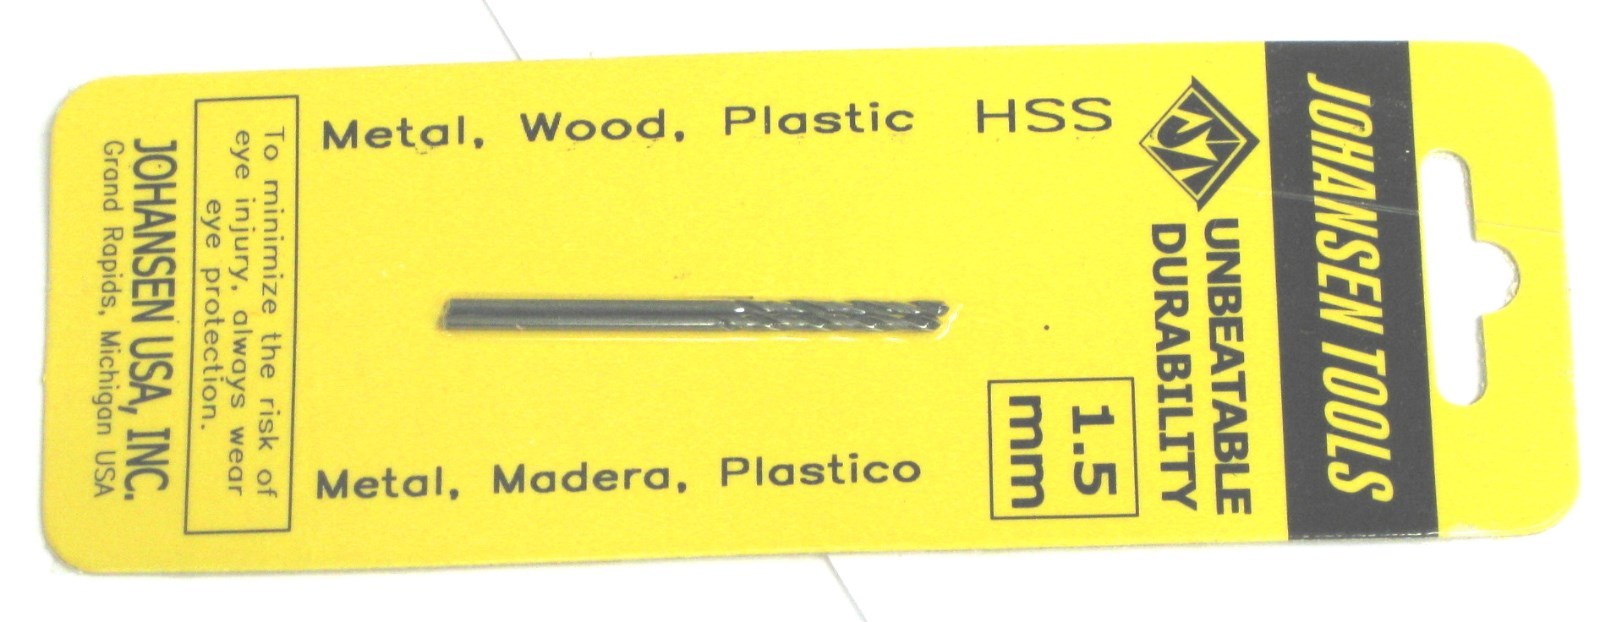 JOHANSEN TOOLS
UNBEATABLE
DURABILITY
1.5
mm
Metal, Wood, Plastic HSS
Metal, Madera, Plastico
To minimize the risk of
eye injury, always wear
eye protection.
JOHANSEN USA, INC.
Grand Rapids, Michigan USA